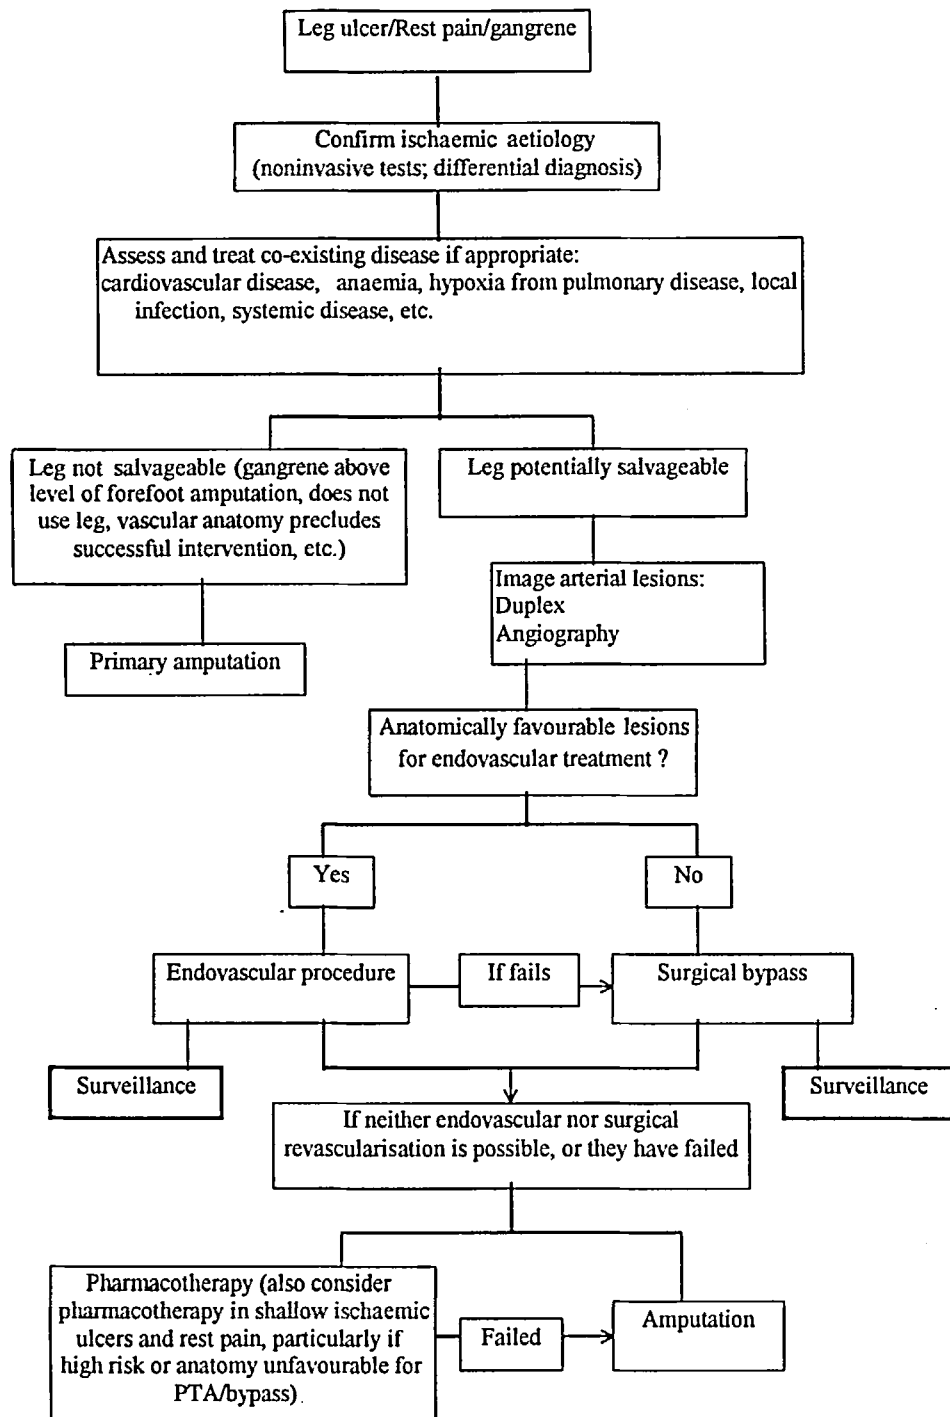 Leg ulcer/Rest pain/gangrene
Confirm ischaemic aetiology
(noninvasive tests; differential diagnosis)
Assess and treat co-existing disease if appropriate:
cardiovascular disease, anaemia, hypoxia from pulmonary disease, local
infection, systemic disease, etc.
Leg not salvageable (gangrene above
level of forefoot amputation, does not
use leg, vascular anatomy precludes
successful intervention, etc.)
Leg potentially salvageable
Image arterial lesions:
Duplex
Angiography
Primary amputation
Anatomically favourable lesions
for endovascular treatment ?
Yes
No
Endovascular procedure
If fails
Surgical bypass
Surveillance
Surveillance
If neither endovascular nor surgical
revascularisation is possible, or they have failed
Pharmacotherapy (also consider
pharmacotherapy in shallow ischaemic
ulcers and rest pain, particularly if
high risk or anatomy unfavourable for
PTA/bypass)
Failed
Amputation